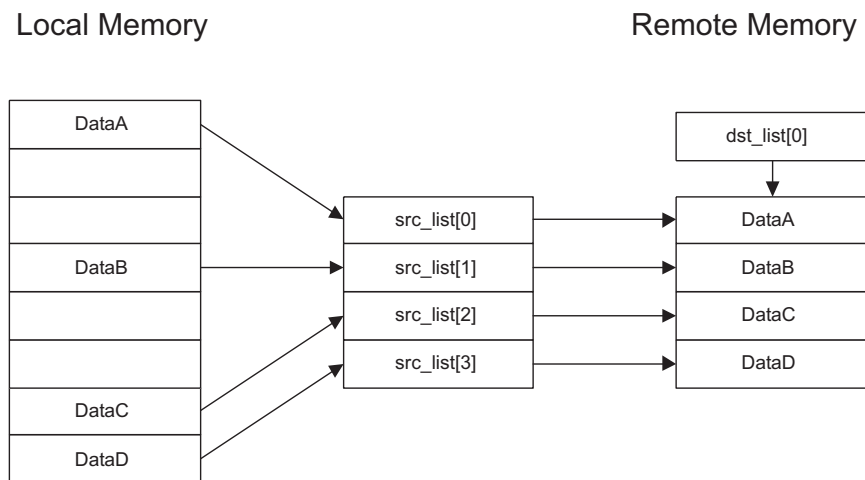 Local Memory
Remote Memory
DataA
DataB
DataC
DataD
src_list[0]
src_list[1]
src_list[2]
src_list[3]
dst_list[0]
DataA
DataB
DataC
DataD